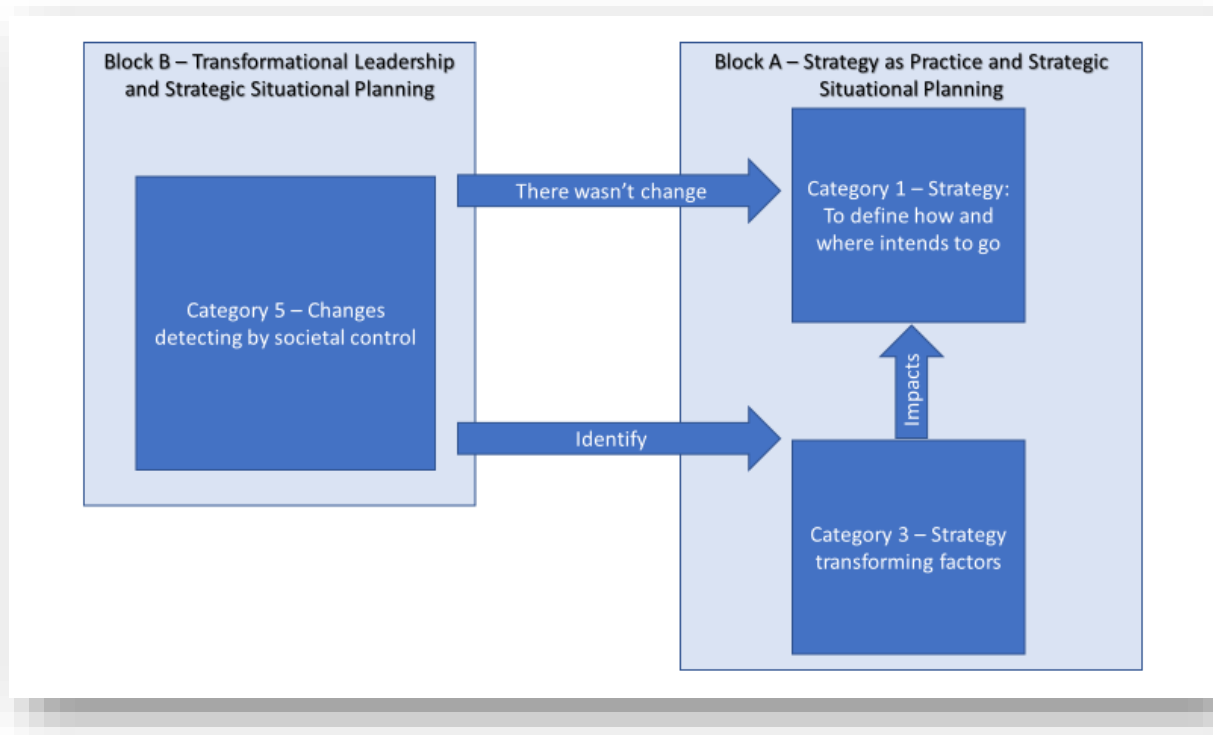 Block B – Transformational Leadership
and Strategic Situational Planning
Category 5 – Changes
detecting by societal control
There wasn't change
Identify
Block A – Strategy as Practice and Strategic
Situational Planning
Category 1 – Strategy:
To define how and
where intends to go
Impacts
Category 3 – Strategy
transforming factors